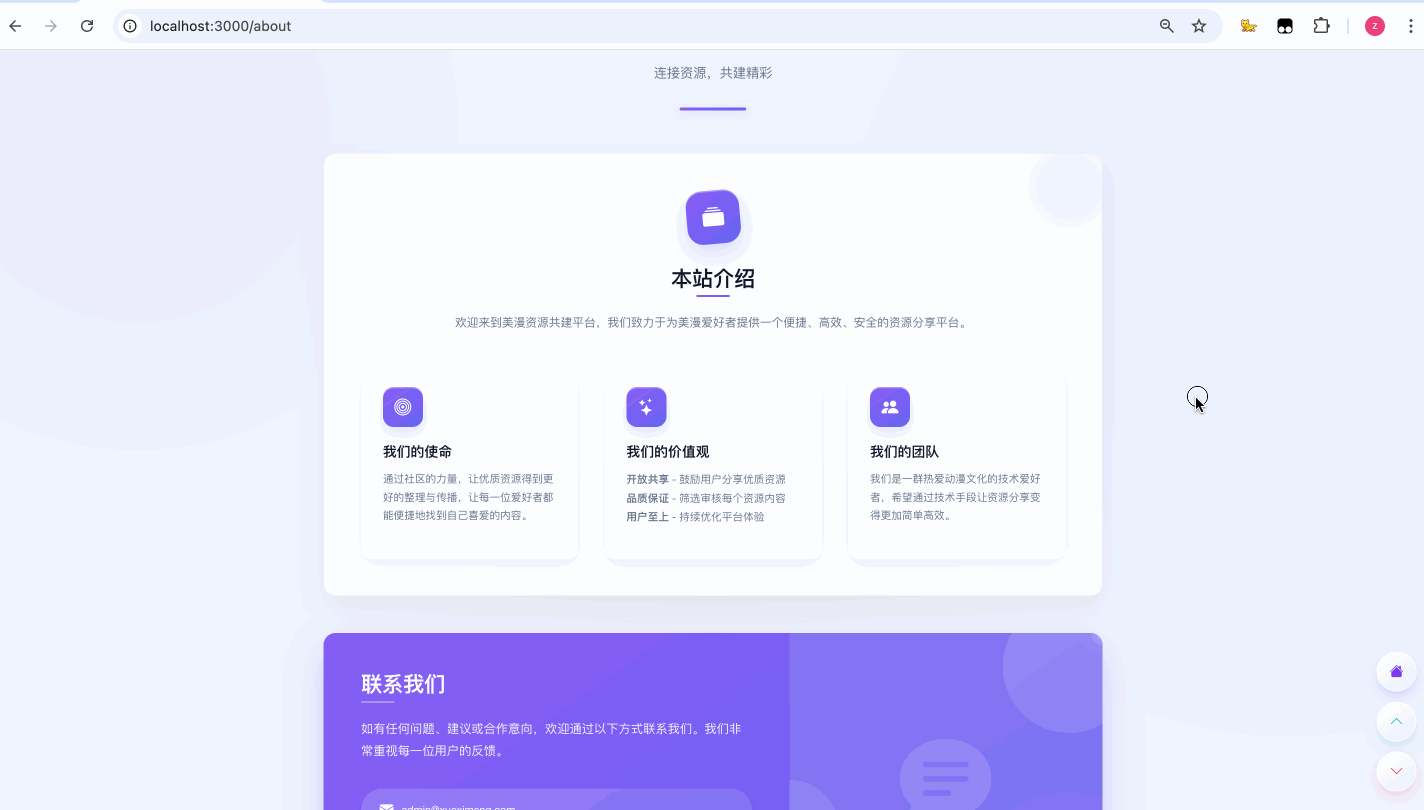 localhost:3000/about
z
连接资源，共建精彩
本站介绍
欢迎来到美漫资源共建平台，我们致力于为美漫爱好者提供一个便捷、高效、安全的资源分享平台。
我们的使命
通过社区的力量，让优质资源得到更
好的整理与传播，让每一位爱好者都
能便捷地找到自己喜爱的内容。
我们的价值观
开放共享 - 鼓励用户分享优质资源
品质保证 - 筛选审核每个资源内容
用户至上 - 持续优化平台体验
我们的团队
我们是一群热爱动漫文化的技术爱好
者，希望通过技术手段让资源分享变
得更加简单高效。
联系我们
如有任何问题、建议或合作意向，欢迎通过以下方式联系我们。我们非
常重视每一位用户的反馈。